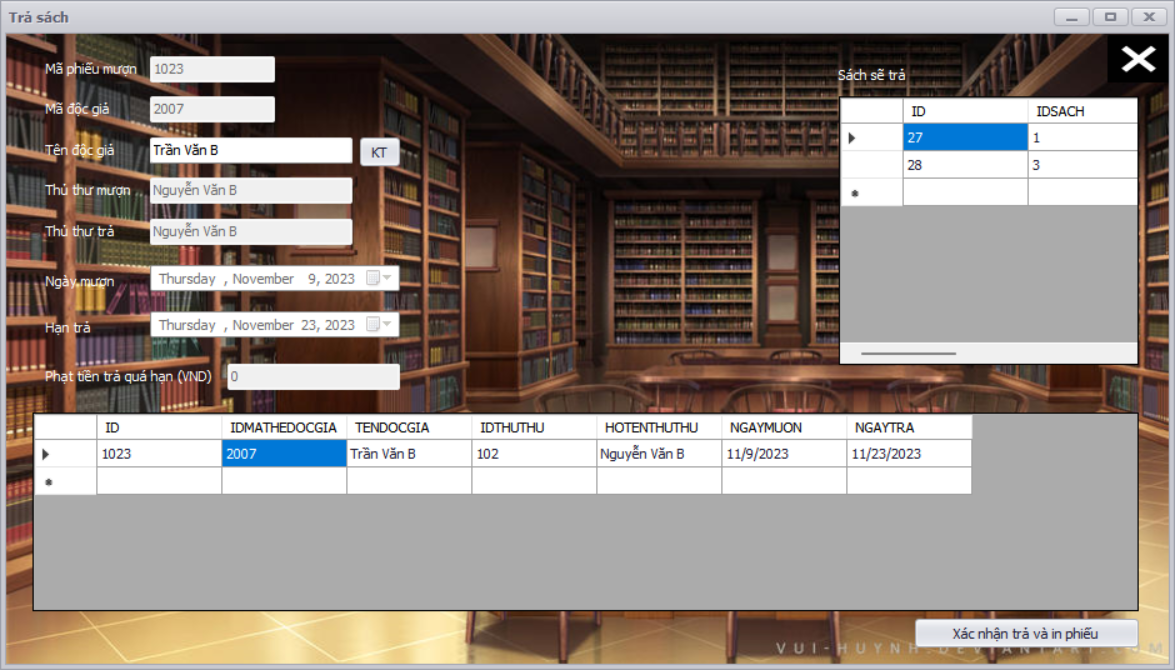 Trả sách
Mã phiếu mượn 1023
Mã độc giả 2007
Tên độc giả Trần Văn B KT
Thủ thư mượn Nguyễn Văn B
Thủ thư trả Nguyễn Văn B
Ngày mượn Thursday , November 9, 2023
Hạn trả Thursday , November 23, 2023
Phạt tiền trả quá hạn (VND) 0
Sách sẽ trả
ID IDSACH
27 1
28 3
ID IDMATHEDOCGIA TENDOCGIA IDTHUTHU HOTENTHUTHU NGAYMUON NGAYTRA
1023 2007 Trần Văn B 102 Nguyễn Văn B 11/9/2023 11/23/2023
Xác nhận trả và in phiếu
VUI-HUYNH.DEVIANTART.COM